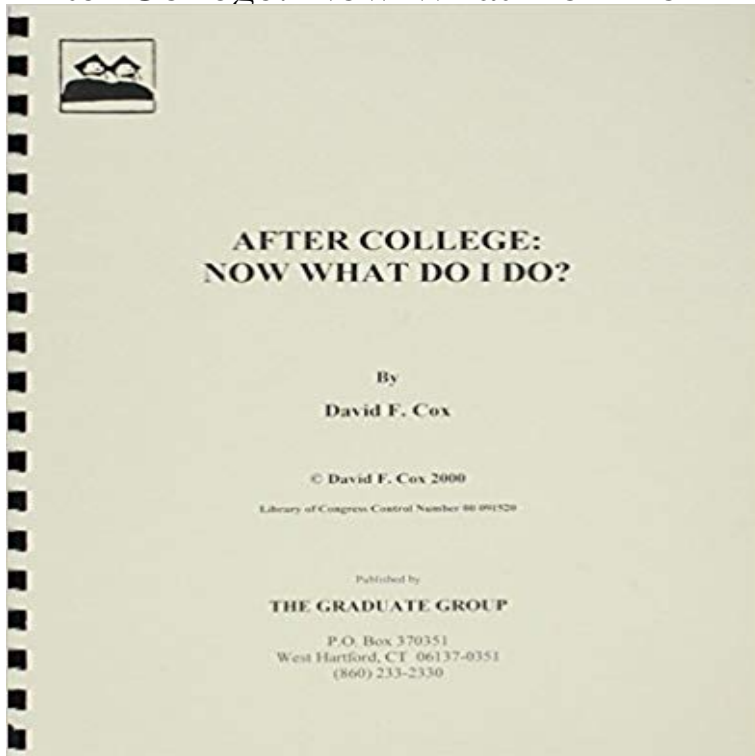 AFTER COLLEGE:
NOW WHAT DO I DO?
By
David F. Cox
© David F. Cox 2000
Library of Congress Control Number 00 091520
Published by
THE GRADUATE GROUP
P.O. Box 370351
West Hartford, CT 06137-0351
(860) 233-2330